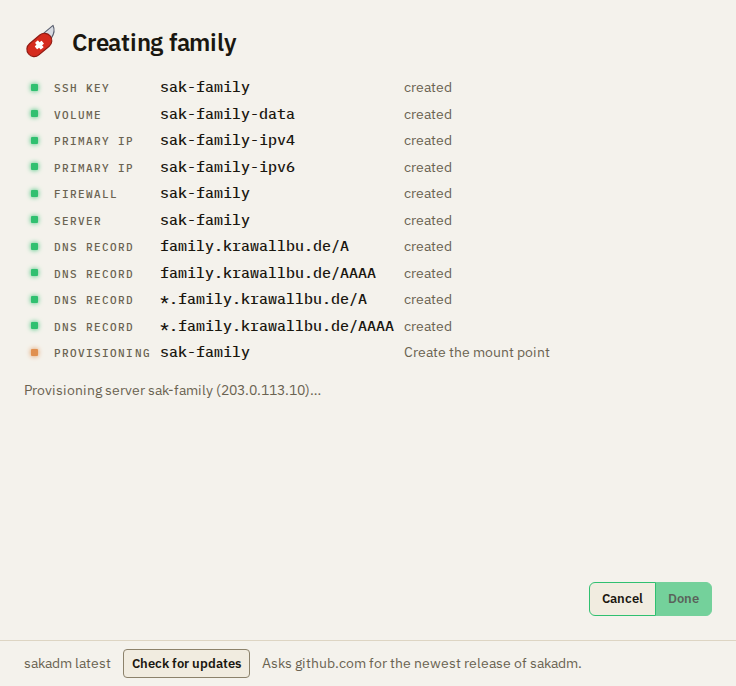 Creating family
SSH KEY sak-family created
VOLUME sak-family-data created
PRIMARY IP sak-family-ipv4 created
PRIMARY IP sak-family-ipv6 created
FIREWALL sak-family created
SERVER sak-family created
DNS RECORD family.krawallbu.de/A created
DNS RECORD family.krawallbu.de/AAAA created
DNS RECORD *.family.krawallbu.de/A created
DNS RECORD *.family.krawallbu.de/AAAA created
PROVISIONING sak-family Create the mount point
Provisioning server sak-family (203.0.113.10)...
Cancel Done
sakadm latest Check for updates Asks github.com for the newest release of sakadm.